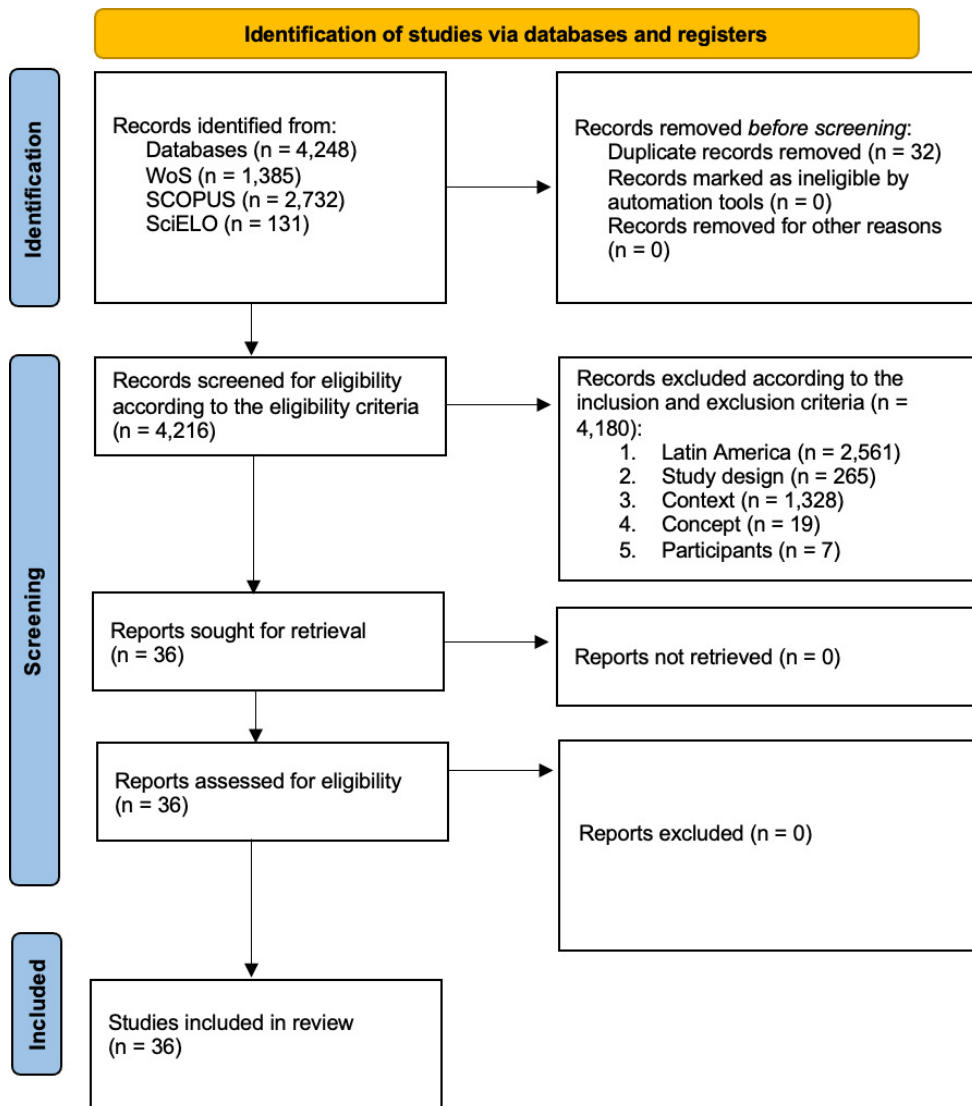 Identification of studies via databases and registers
Identification
Records identified from:
Databases (n = 4,248)
WoS (n = 1,385)
SCOPUS (n = 2,732)
SciELO (n = 131)
Records removed before screening:
Duplicate records removed (n = 32)
Records marked as ineligible by
automation tools (n = 0)
Records removed for other reasons
(n = 0)
Screening
Records screened for eligibility
according to the eligibility criteria
(n = 4,216)
Records excluded according to the
inclusion and exclusion criteria (n =
4,180):
1. Latin America (n = 2,561)
2. Study design (n = 265)
3. Context (n = 1,328)
4. Concept (n = 19)
5. Participants (n = 7)
Reports sought for retrieval
(n = 36)
Reports not retrieved (n = 0)
Reports assessed for eligibility
(n = 36)
Reports excluded (n = 0)
Included
Studies included in review
(n = 36)